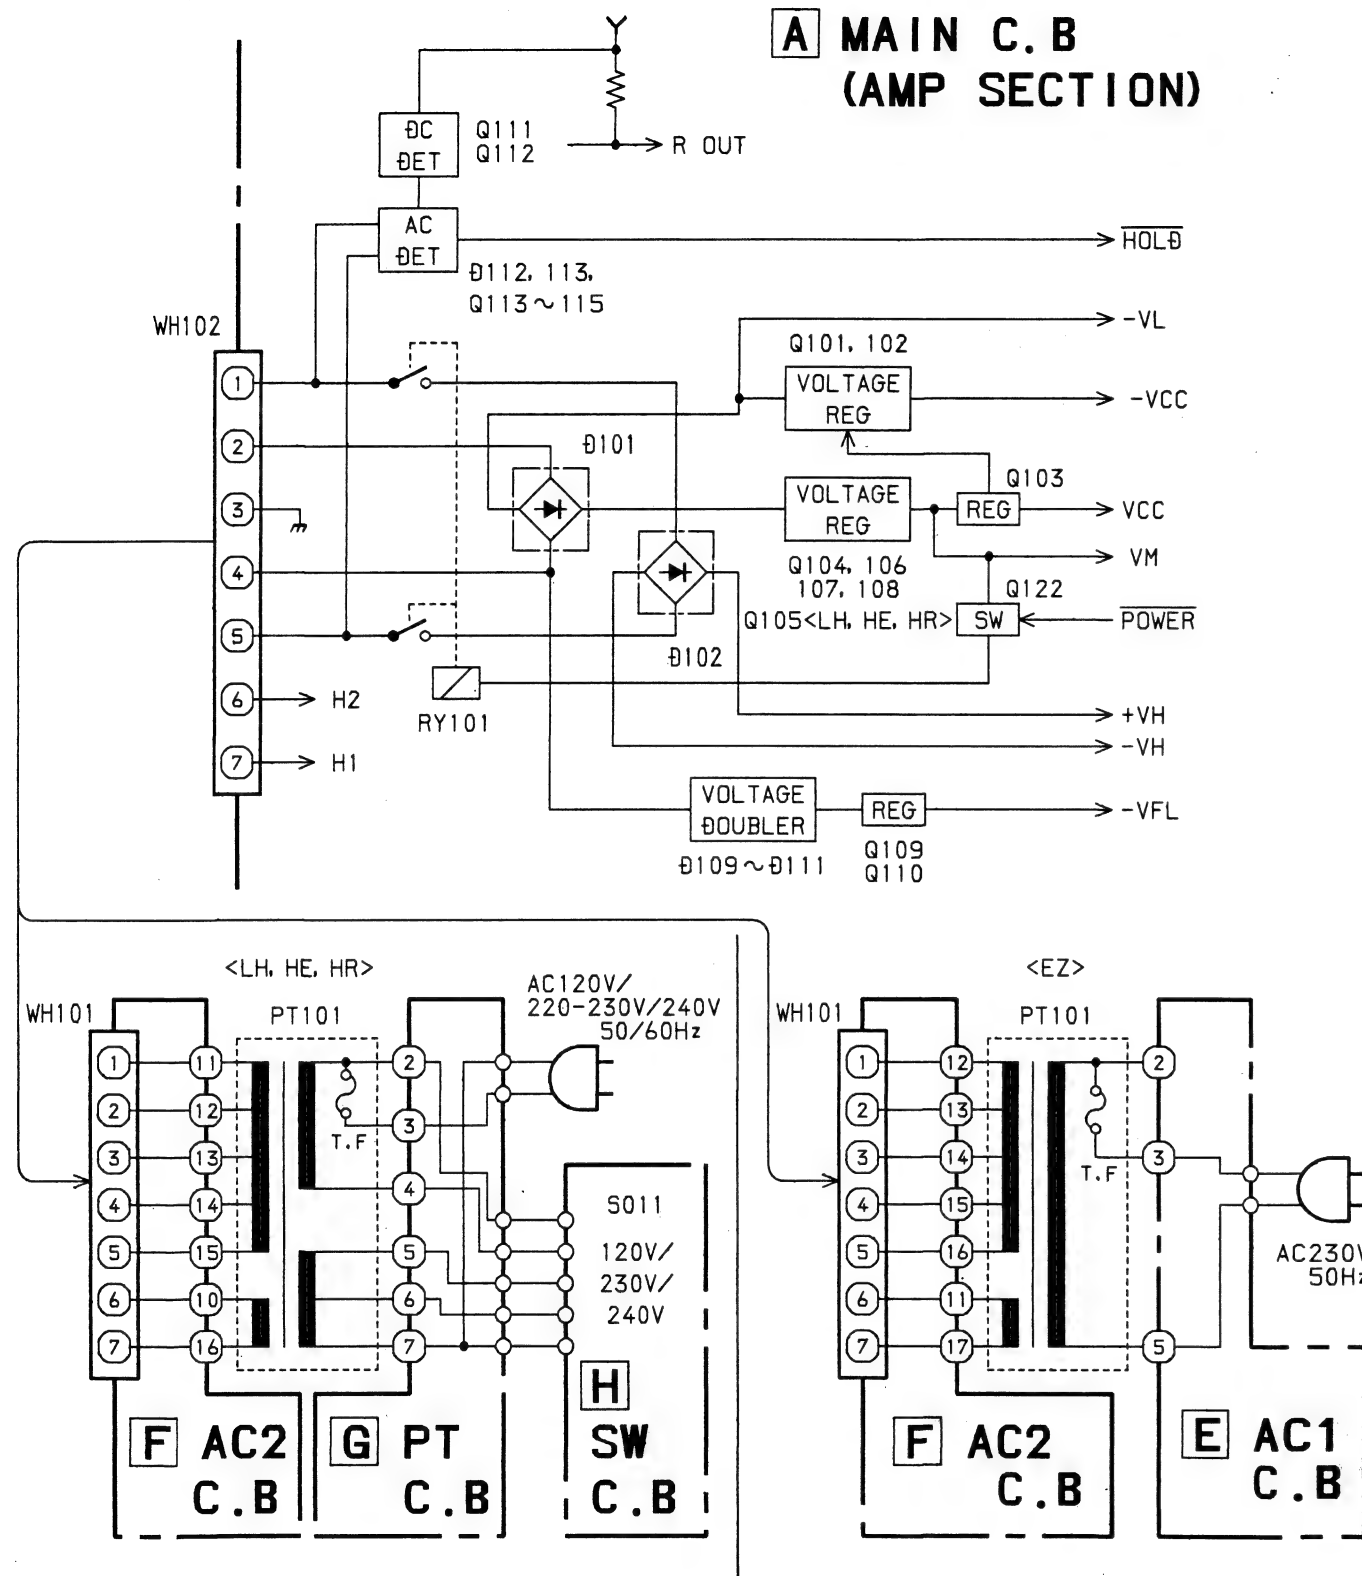 A MAIN C.B
(AMP SECTION)
DC
DET
Q111
Q112
R OUT
AC
DET
HOLD
D112, 113,
Q113~115
WH102
-VL
Q101, 102
VOLTAGE
REG
-VCC
D101
Q103
VOLTAGE
REG
REG
VCC
VM
Q104, 106
107, 108
Q122
Q105<LH, HE, HR>
SW
POWER
D102
RY101
1
2
3
4
5
6
7
H2
H1
+VH
-VH
VOLTAGE
DOUBLER
REG
-VFL
D109~D111
Q109
Q110
<LH, HE, HR>
AC120V/
220-230V/240V
50/60Hz
WH101
PT101
1
2
3
4
5
6
7
11
12
13
14
15
10
16
T.F
2
3
4
5
6
7
S011
120V/
230V/
240V
F AC2
C.B
G PT
C.B
H
SW
C.B
<EZ>
WH101
PT101
1
2
3
4
5
6
7
12
13
14
15
16
11
17
T.F
2
3
5
AC230V
50Hz
F AC2
C.B
E AC1
C.B